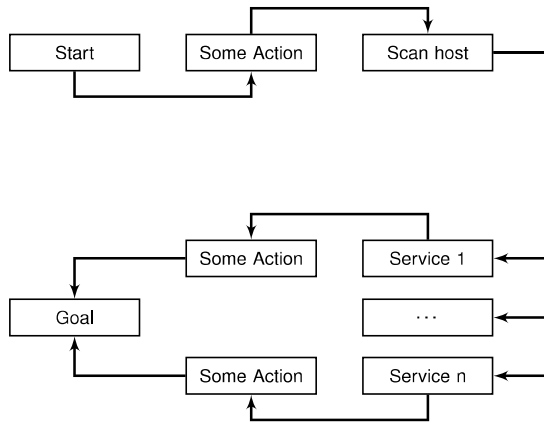 Start
Some Action
Scan host
Some Action
Service 1
Goal
...
Some Action
Service n